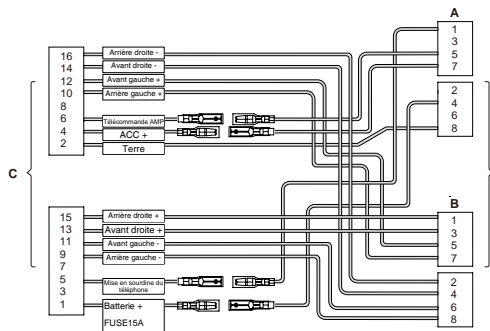 A
1
3
5
7
2
4
6
8
16
14
12
10
8
6
4
2
Arrière droite -
Avant droite -
Avant gauche +
Arrière gauche +
Télécommande AMP
ACC +
Terre
C
15
13
11
9
7
5
3
1
Arrière droite +
Avant droite +
Avant gauche -
Arrière gauche -
Mise en sourdine du
téléphone
Batterie +
FUSE15A
B
1
3
5
7
2
4
6
8